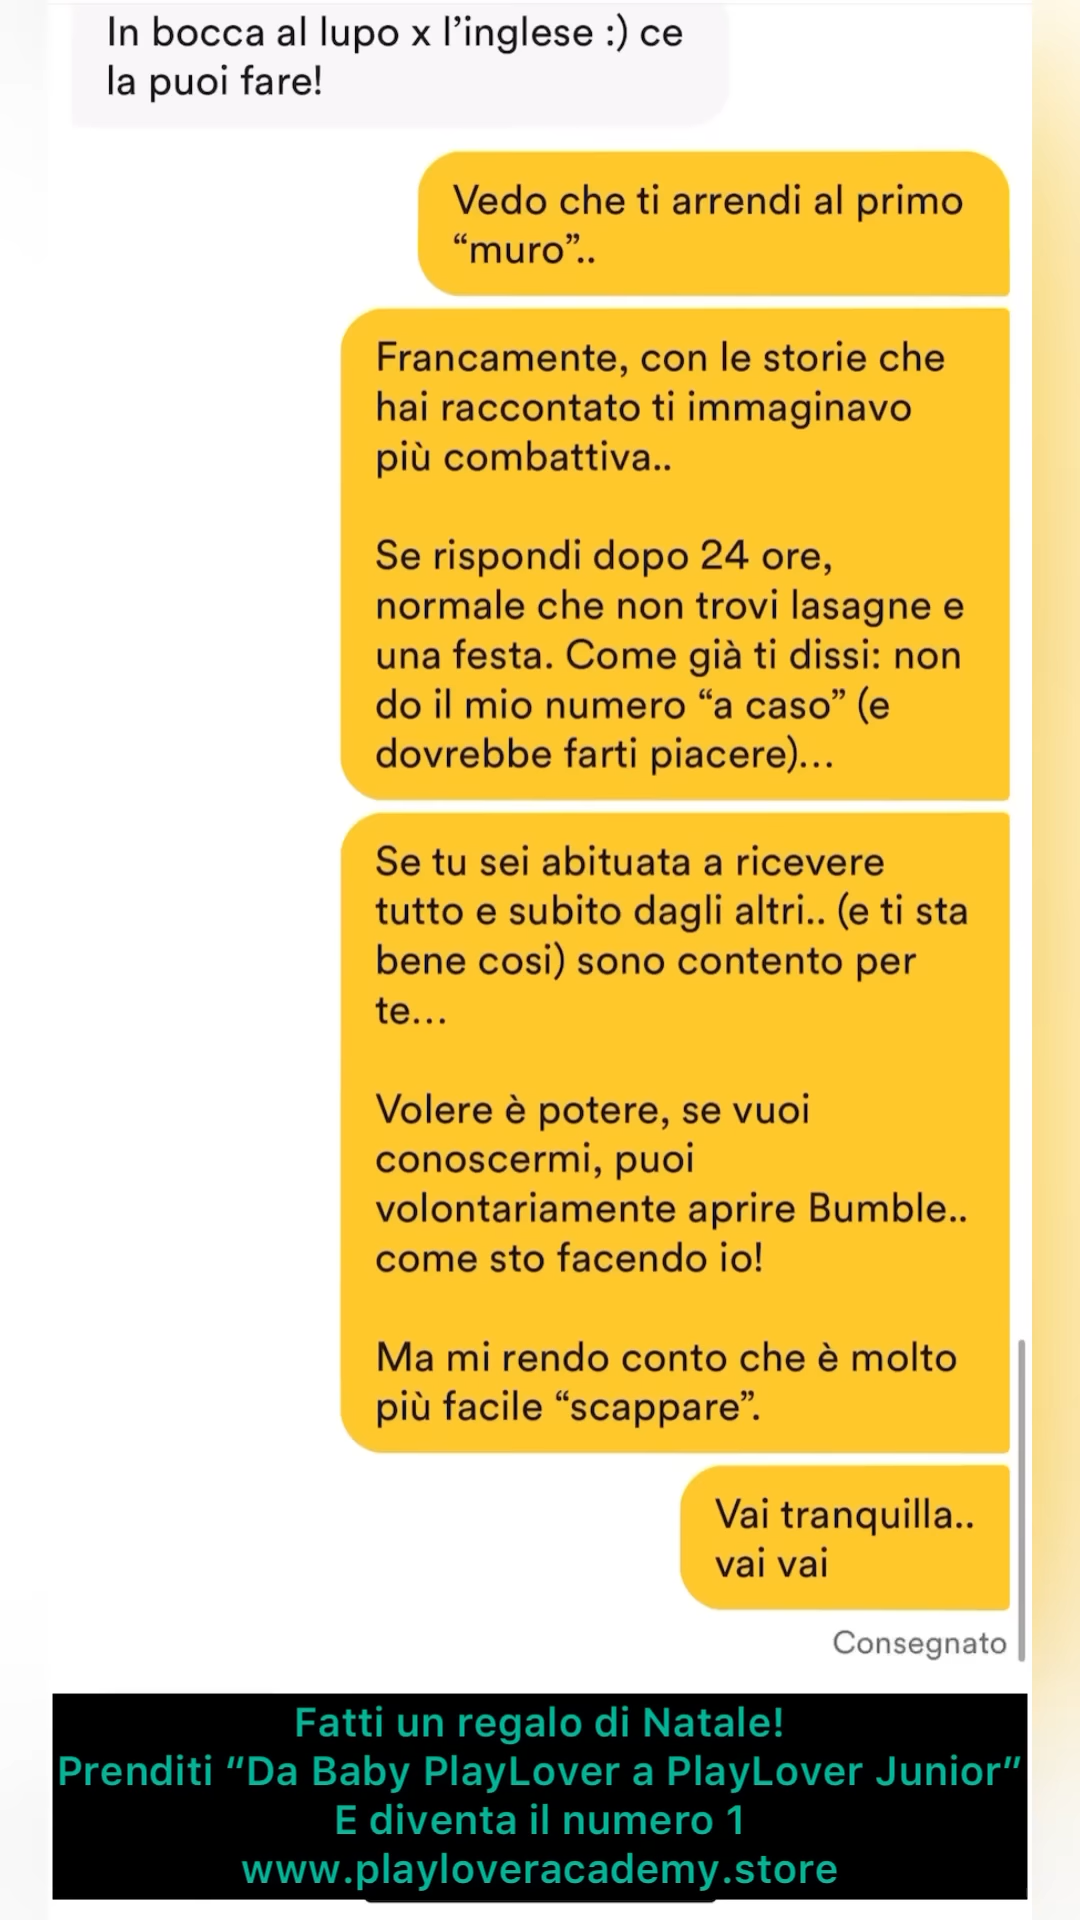 In bocca al lupo x l’inglese :) ce
la puoi fare!
Vedo che ti arrendi al primo
“muro”..
Francamente, con le storie che
hai raccontato ti immaginavo
più combattiva..
Se rispondi dopo 24 ore,
normale che non trovi lasagne e
una festa. Come già ti dissi: non
do il mio numero “a caso” (e
dovrebbe farti piacere)...
Se tu sei abituata a ricevere
tutto e subito dagli altri.. (e ti sta
bene cosi) sono contento per
te...
Volere è potere, se vuoi
conoscermi, puoi
volontariamente aprire Bumble..
come sto facendo io!
Ma mi rendo conto che è molto
più facile “scappare”.
Vai tranquilla..
vai vai
Consegnato
Fatti un regalo di Natale!
Prenditi “Da Baby PlayLover a PlayLover Junior”
E diventa il numero 1
www.playloveracademy.store